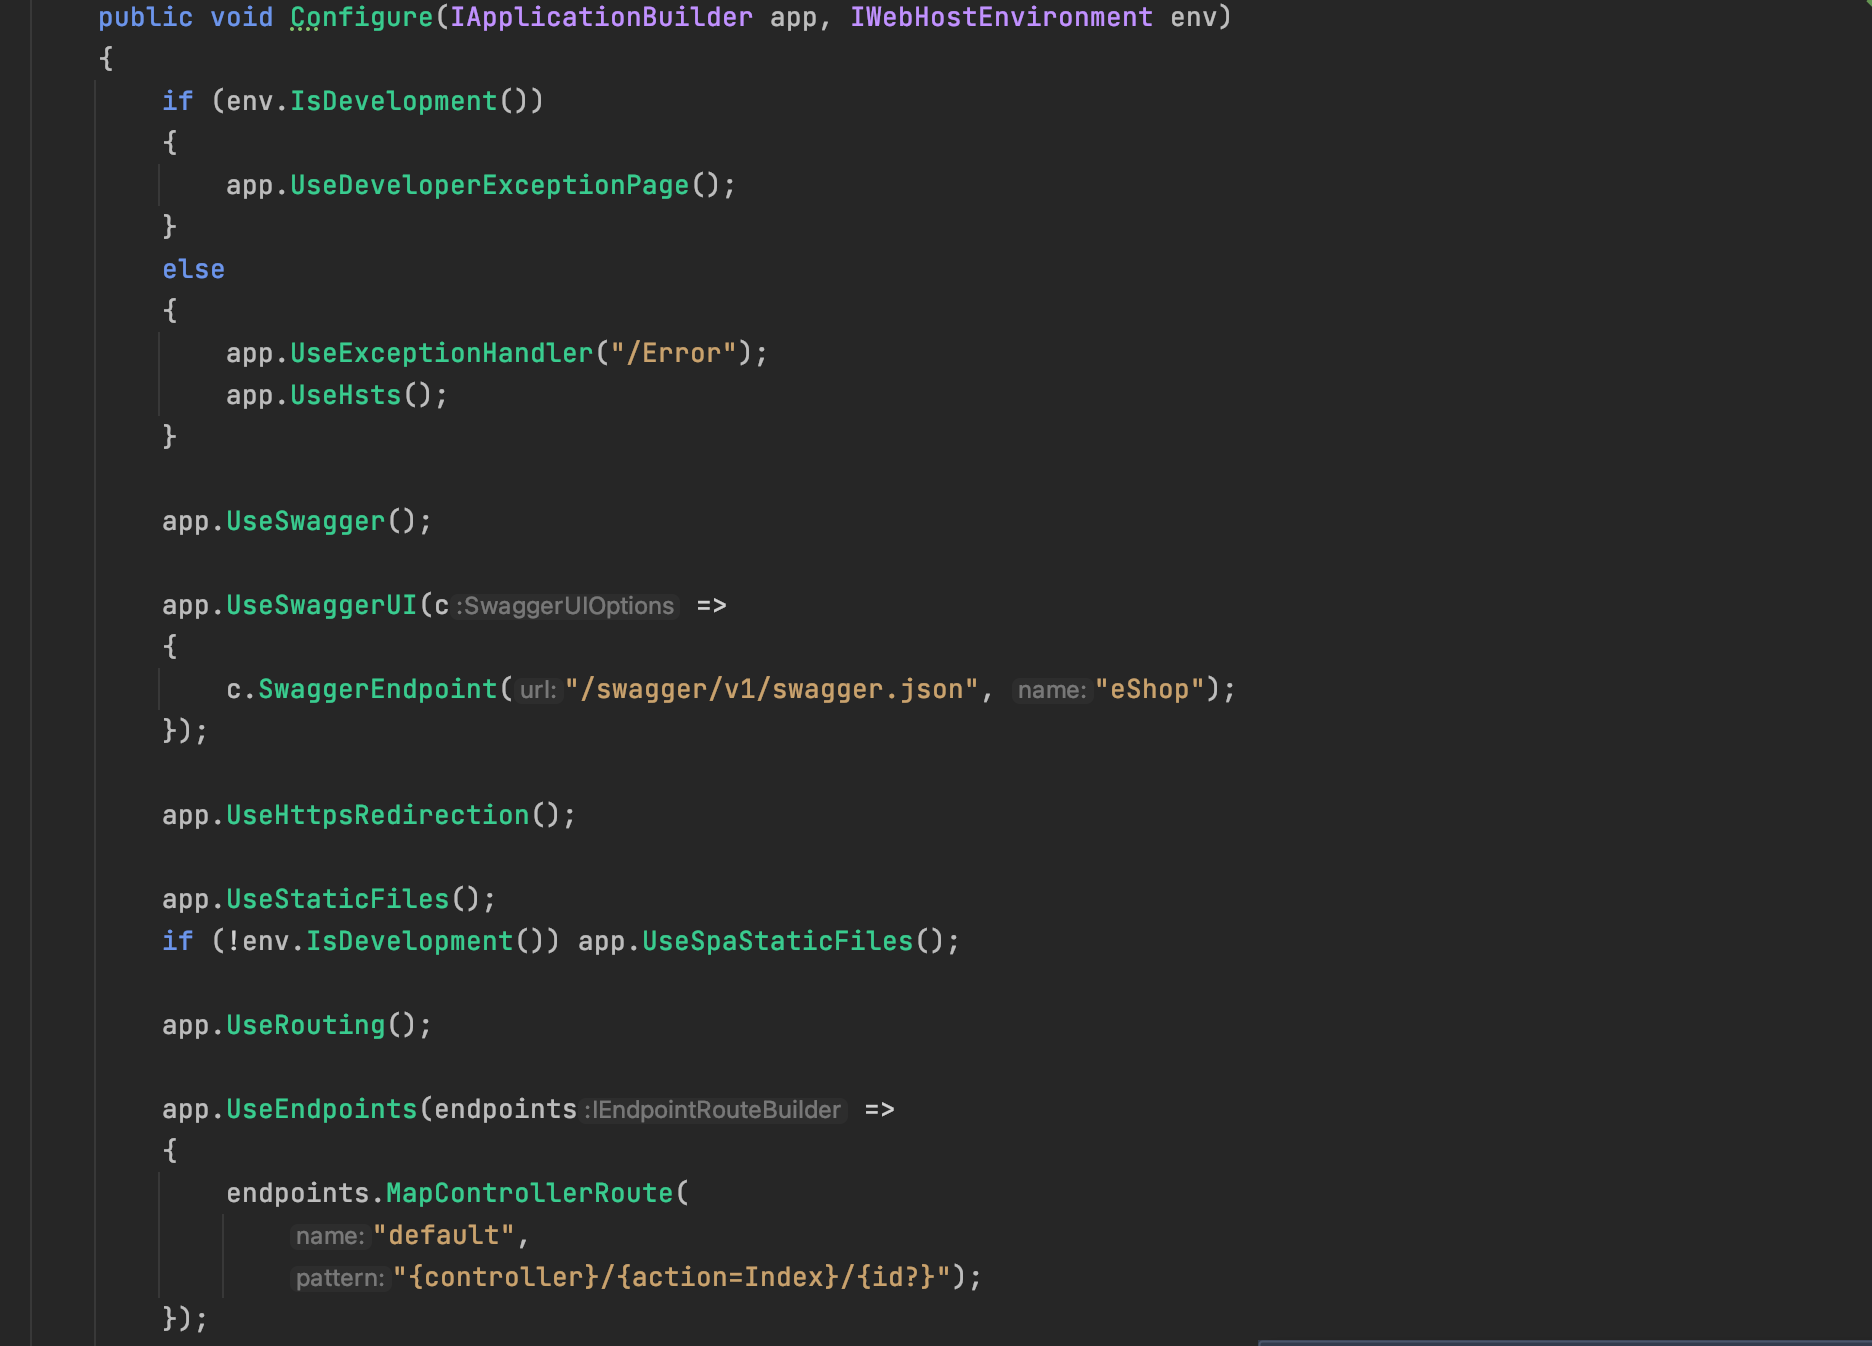 public void Configure(IApplicationBuilder app, IWebHostEnvironment env)
{
if (env.IsDevelopment())
{
app.UseDeveloperExceptionPage();
}
else
{
app.UseExceptionHandler("/Error");
app.UseHsts();
}
app.UseSwagger();
app.UseSwaggerUI(c :SwaggerUIOptions =>
{
c.SwaggerEndpoint( url: "/swagger/v1/swagger.json", name: "eShop");
});
app.UseHttpsRedirection();
app.UseStaticFiles();
if (!env.IsDevelopment()) app.UseSpaStaticFiles();
app.UseRouting();
app.UseEndpoints(endpoints :IEndpointRouteBuilder =>
{
endpoints.MapControllerRoute(
name: "default",
pattern: "{controller}/{action=Index}/{id?}");
});